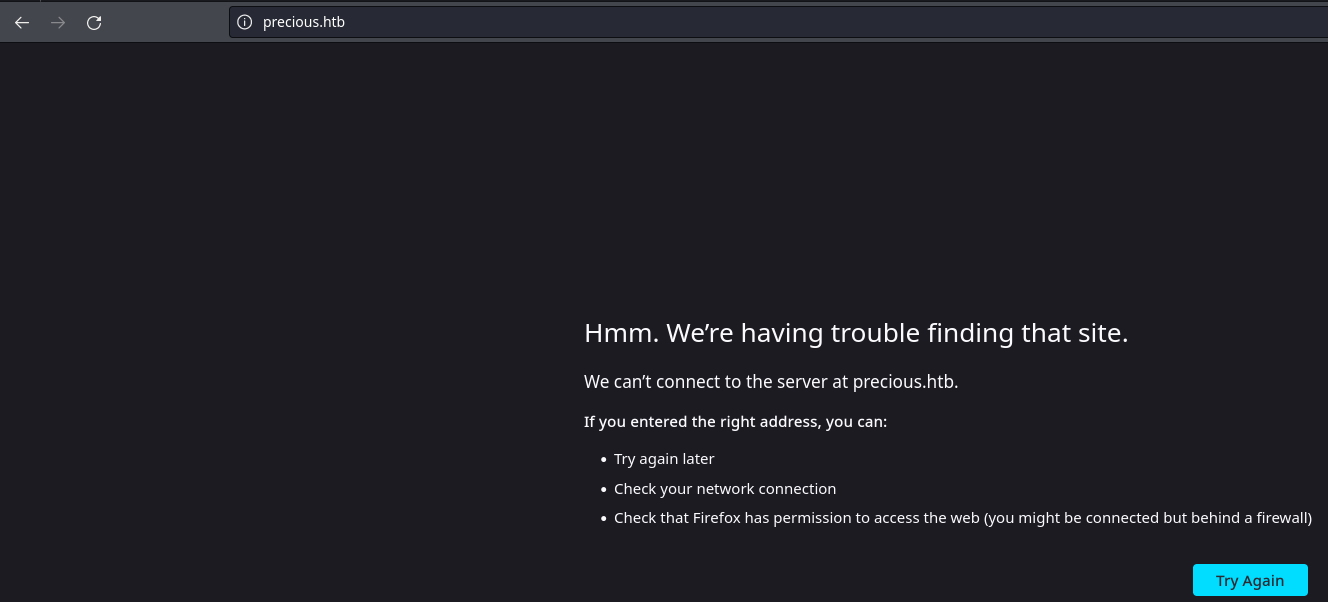 precious.htb
Hmm. We’re having trouble finding that site.
We can’t connect to the server at precious.htb.
If you entered the right address, you can:
• Try again later
• Check your network connection
• Check that Firefox has permission to access the web (you might be connected but behind a firewall)
Try Again